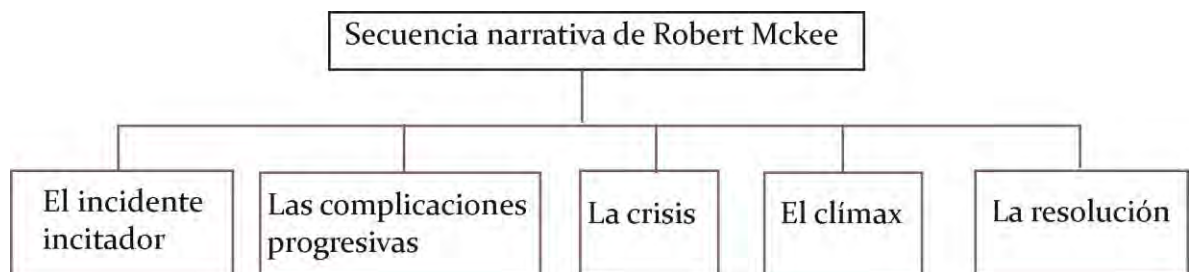 Secuencia narrativa de Robert Mckee
El incidente
incitador
Las complicaciones
progresivas
La crisis
El clímax
La resolución